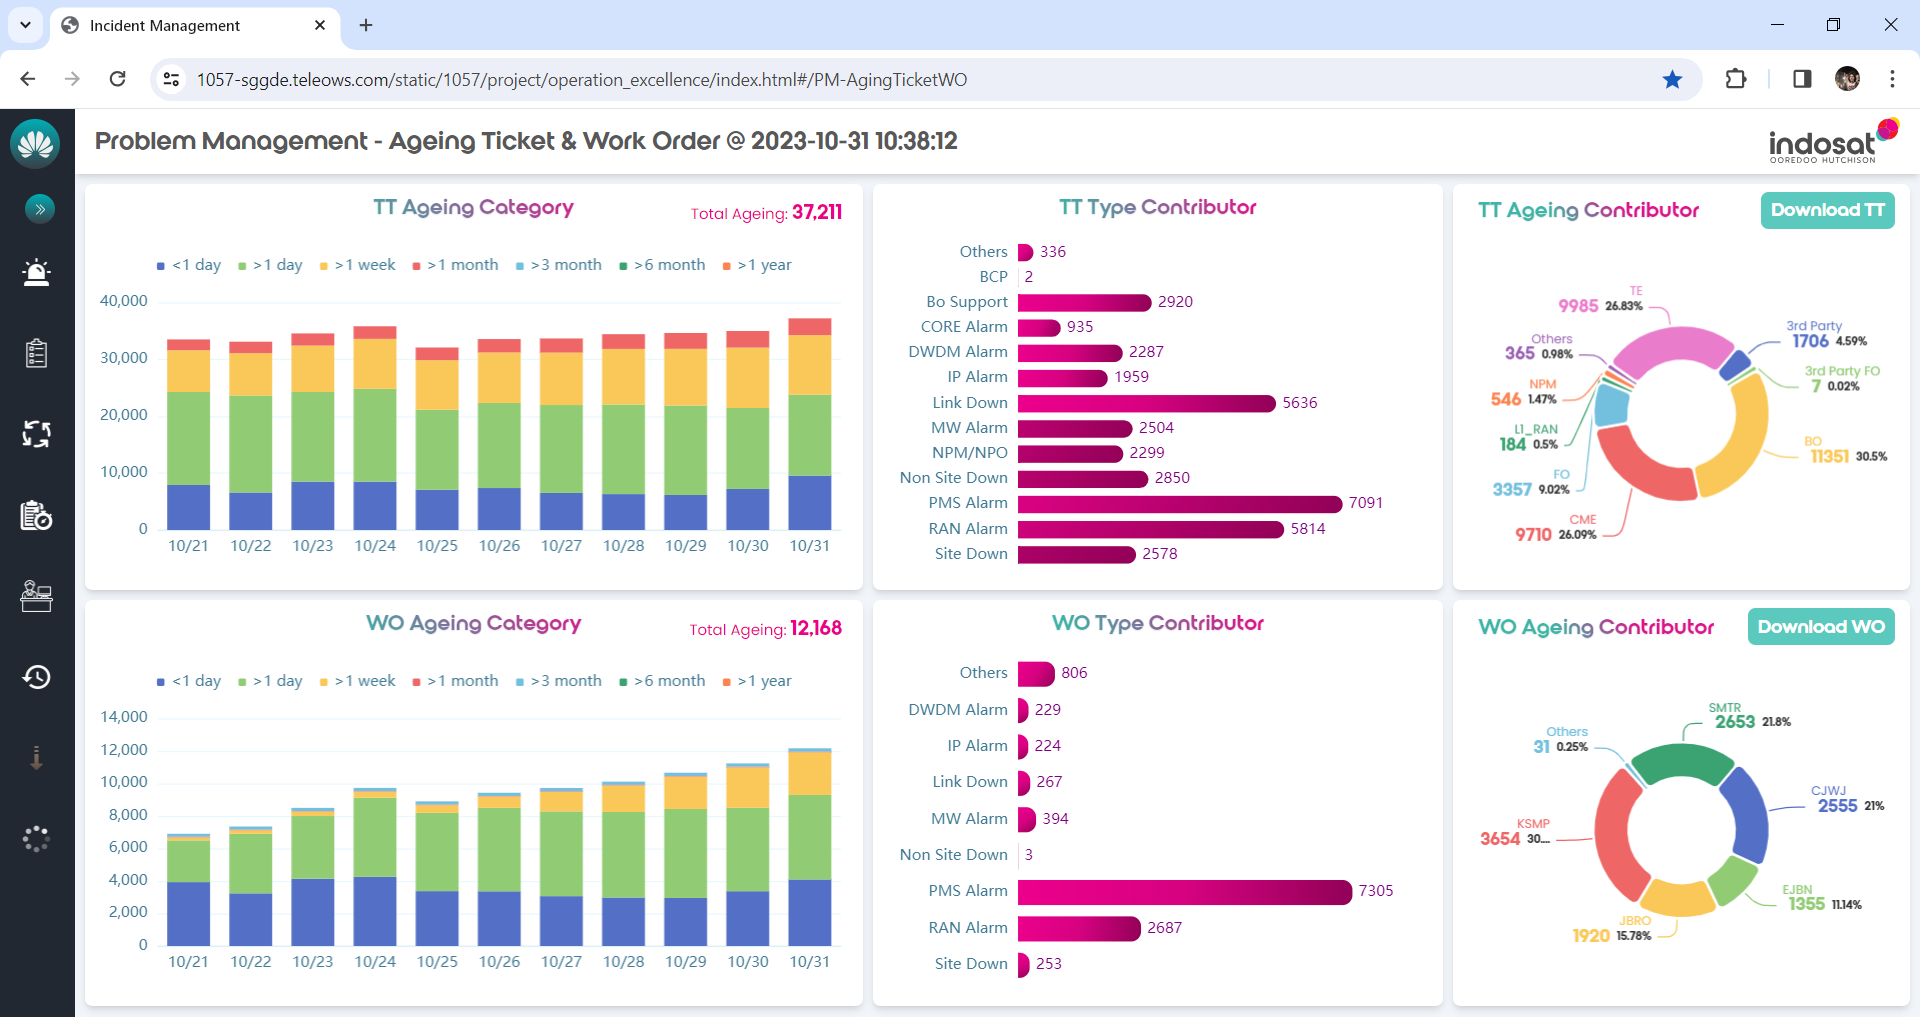 Incident Management
1057-sggde.teleows.com/static/1057/project/operation_excellence/index.html#/PM-AgingTicketWO
Problem Management - Ageing Ticket & Work Order @ 2023-10-31 10:38:12
indosat
OOREDOO HUTCHISON
TT Ageing Category
Total Ageing: 37,211
<1 day >1 day >1 week >1 month >3 month >6 month >1 year
40,000
30,000
20,000
10,000
0
10/21 10/22 10/23 10/24 10/25 10/26 10/27 10/28 10/29 10/30 10/31
TT Type Contributor
Others 336
BCP 2
Bo Support 2920
CORE Alarm 935
DWDM Alarm 2287
IP Alarm 1959
Link Down 5636
MW Alarm 2504
NPM/NPO 2299
Non Site Down 2850
PMS Alarm 7091
RAN Alarm 5814
Site Down 2578
TT Ageing Contributor
Download TT
TE
9985 26.83%
3rd Party
1706 4.59%
Others
365 0.98%
3rd Party FO
7 0.02%
NPM
546 1.47%
L1_RAN
184 0.5%
BO
11351 30.5%
FO
3357 9.02%
CME
9710 26.09%
WO Ageing Category
Total Ageing: 12,168
<1 day >1 day >1 week >1 month >3 month >6 month >1 year
14,000
12,000
10,000
8,000
6,000
4,000
2,000
0
10/21 10/22 10/23 10/24 10/25 10/26 10/27 10/28 10/29 10/30 10/31
WO Type Contributor
Others 806
DWDM Alarm 229
IP Alarm 224
Link Down 267
MW Alarm 394
Non Site Down 3
PMS Alarm 7305
RAN Alarm 2687
Site Down 253
WO Ageing Contributor
Download WO
SMTR
2653 21.8%
Others
31 0.25%
CJWJ
2555 21%
KSMP
3654 30....
EJBN
1355 11.14%
JBRO
1920 15.78%